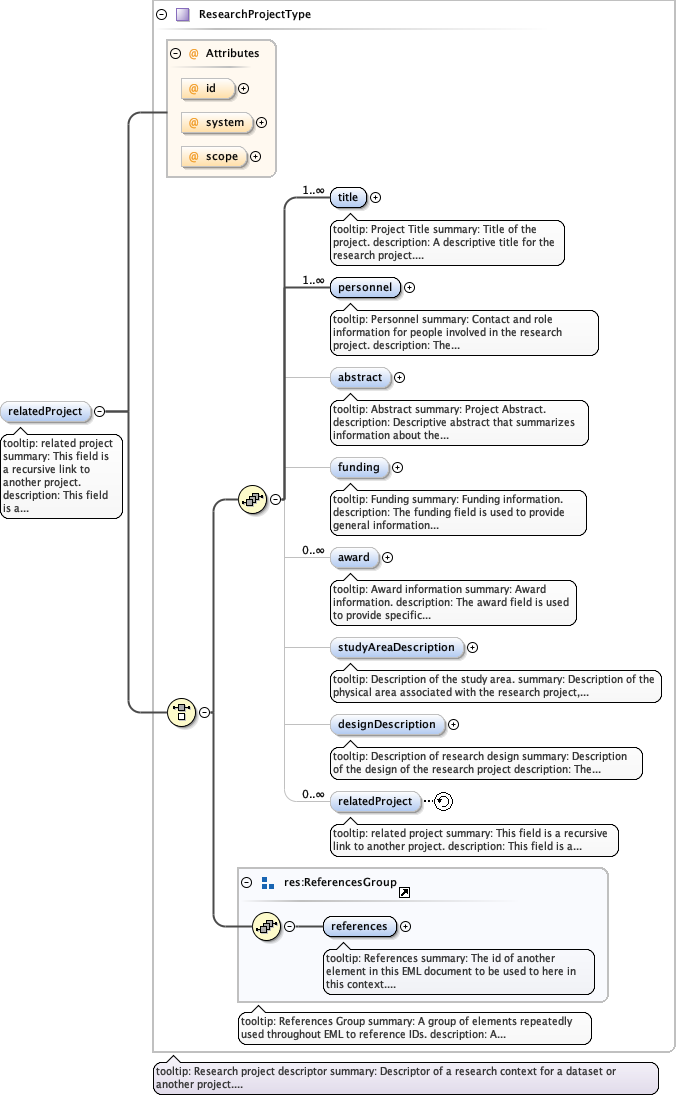 ResearchProjectType
@ Attributes
@ id
@ system
@ scope
1..∞
title
tooltip: Project Title summary: Title of the
project. description: A descriptive title for the
research project....
1..∞
personnel
tooltip: Personnel summary: Contact and role
information for people involved in the research
project. description: The...
abstract
tooltip: Abstract summary: Project Abstract.
description: Descriptive abstract that summarizes
information about the...
relatedProject
tooltip: related project
summary: This field is
a recursive link to
another project.
description: This field
is a...
funding
tooltip: Funding summary: Funding information.
description: The funding field is used to provide
general information...
0..∞
award
tooltip: Award information summary: Award
information. description: The award field is used
to provide specific...
studyAreaDescription
tooltip: Description of the study area. summary: Description of the
physical area associated with the research project,...
designDescription
tooltip: Description of research design summary: Description
of the design of the research project description: The...
0..∞
relatedProject
tooltip: related project summary: This field is a recursive
link to another project. description: This field is a...
res:ReferencesGroup
references
tooltip: References summary: The id of another
element in this EML document to be used to here in
this context....
tooltip: References Group summary: A group of elements repeatedly
used throughout EML to reference IDs. description: A...
tooltip: Research project descriptor summary: Descriptor of a research context for a dataset or
another project....